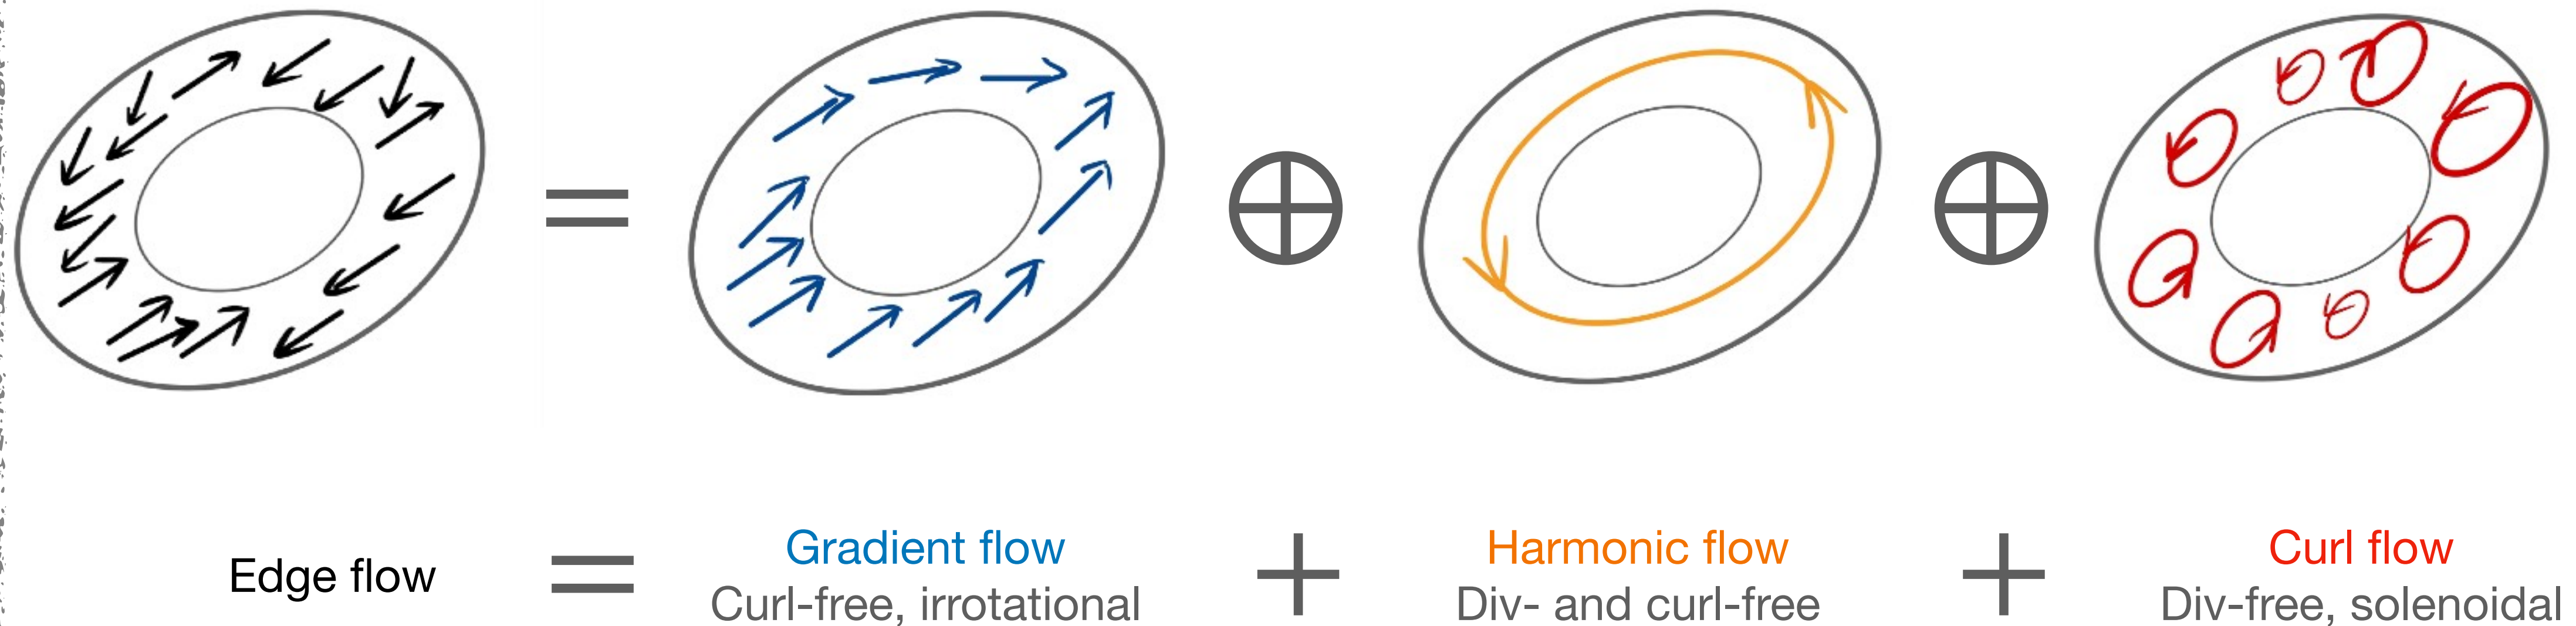 =
⊕
⊕
Edge flow
=
Gradient flow
Curl-free, irrotational
+
Harmonic flow
Div- and curl-free
+
Curl flow
Div-free, solenoidal